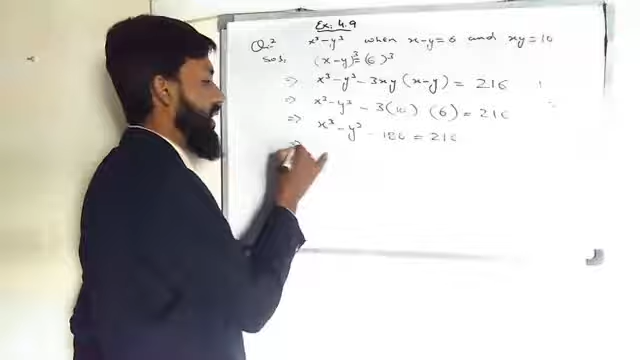 Ex: 4.9
Q:2 x³-y³ when x-y=6 and xy=10
Sol: (x-y)³=(6)³
⇒ x³-y³-3xy(x-y)=216
⇒ x³-y³-3(10)(6)=216
⇒ x³-y³-180=216
⇒